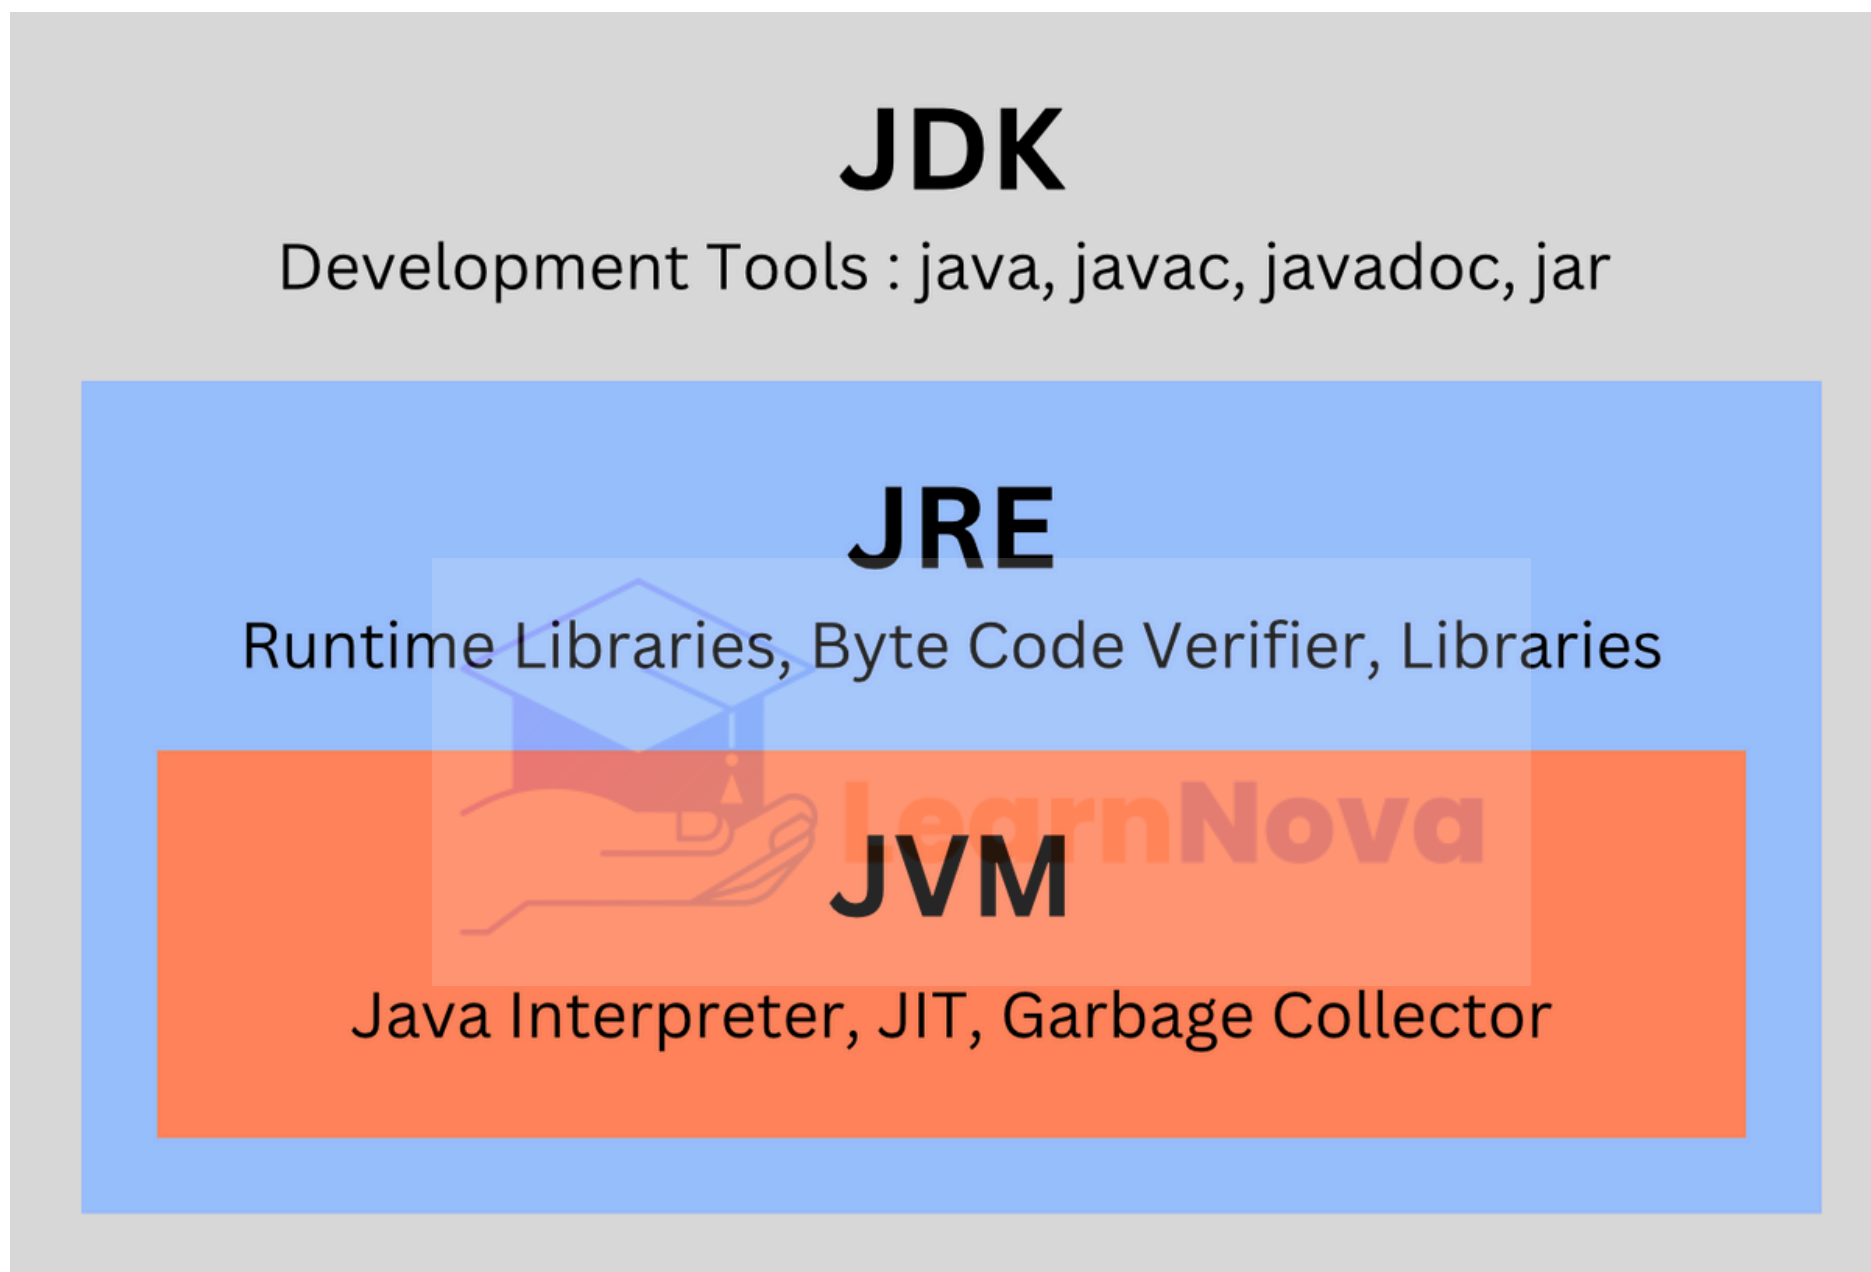 JDK
Development Tools : java, javac, javadoc, jar
JRE
Runtime Libraries, Byte Code Verifier, Libraries
LearnNova
JVM
Java Interpreter, JIT, Garbage Collector